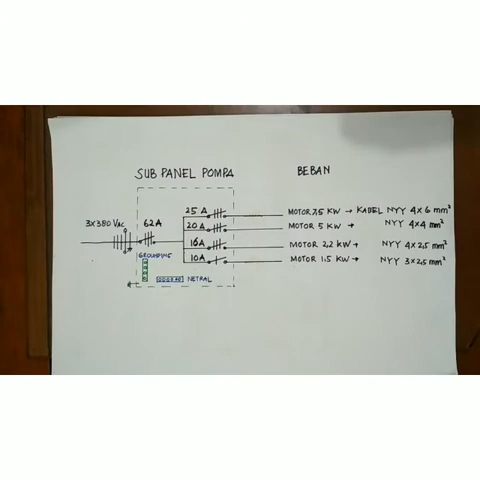 SUB PANEL POMPA
BEBAN
3X380 VAC
62A
25 A
MOTOR 7.5 KW → KABEL NYY 4X6 mm²
20 A
MOTOR 5 KW → NYY 4X4 mm²
16A
MOTOR 2,2 KW → NYY 4X2,5 mm²
10A
MOTOR 1.5 KW → NYY 3X2,5 mm²
GROUNDING
NETRAL